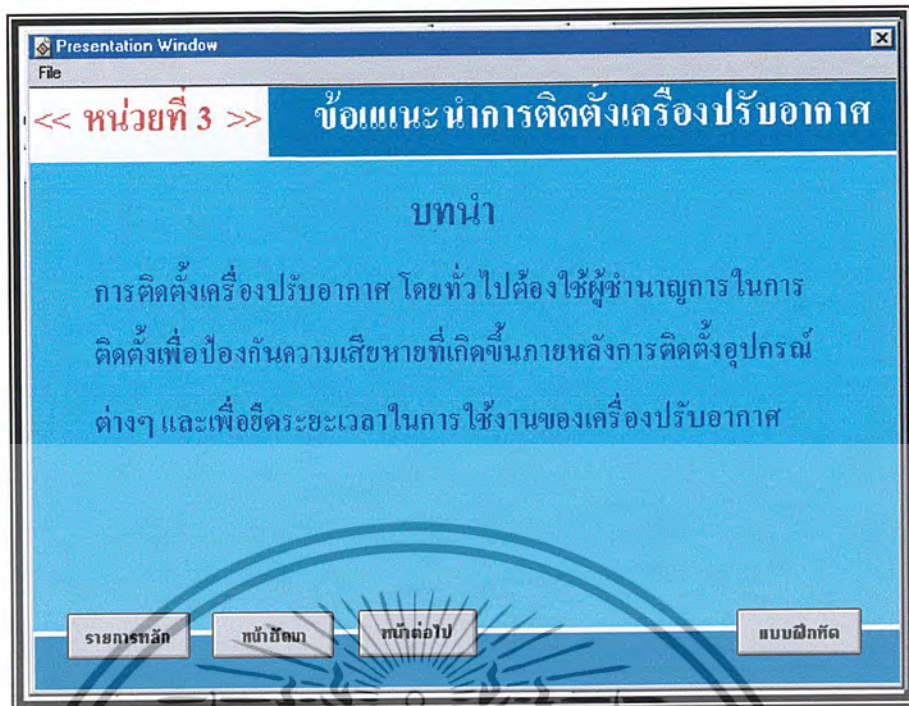 Presentation Window
File
<< หน่วยที่ 3 >> ข้อแนะนำการติดตั้งเครื่องปรับอากาศ
บทนำ
การติดตั้งเครื่องปรับอากาศ โดยทั่วไปต้องใช้ผู้ชำนาญการในการ
ติดตั้งเพื่อป้องกันความเสียหายที่เกิดขึ้นภายหลังการติดตั้งอุปกรณ์
ต่างๆ และเพื่อยืดระยะเวลาในการใช้งานของเครื่องปรับอากาศ
รายการหลัก หน้าถัดมา หน้าต่อไป แบบฝึกหัด